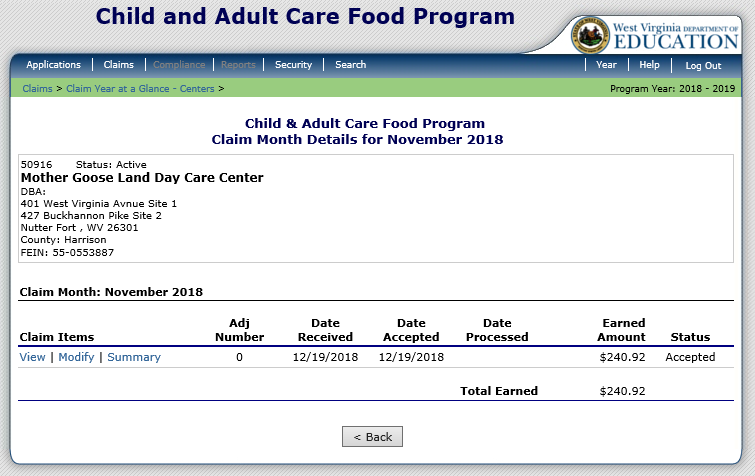 Child and Adult Care Food Program
West Virginia DEPARTMENT OF
EDUCATION
Applications | Claims | Compliance | Reports | Security | Search
Year | Help | Log Out
Claims > Claim Year at a Glance - Centers >
Program Year: 2018 - 2019
Child & Adult Care Food Program
Claim Month Details for November 2018
50916 Status: Active
Mother Goose Land Day Care Center
DBA:
401 West Virginia Avnue Site 1
427 Buckhannon Pike Site 2
Nutter Fort , WV 26301
County: Harrison
FEIN: 55-0553887
Claim Month: November 2018
Adj Date Date Date Earned
Claim Items Number Received Accepted Processed Amount Status
View | Modify | Summary 0 12/19/2018 12/19/2018 $240.92 Accepted
Total Earned $240.92
< Back